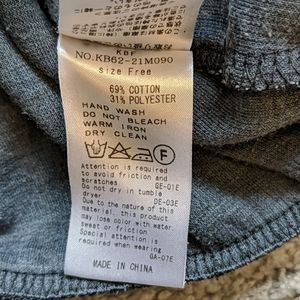 KBF
NO.KB62-21M090
Size Free
69% COTTON
31% POLYESTER
HAND WASH
DO NOT BLEACH
WARM IRON
DRY CLEAN
F
Attention is required
to avoid friction and
scratches GE-01E
Do not dry in tumble
dryer DE-03E
Due to the nature of this
material, this product
may lose color with water
sweat or friction
Special attention is
required when wearing
GA-07E
MADE IN CHINA